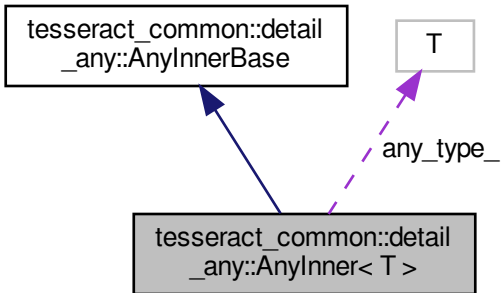 tesseract_common::detail
_any::AnyInnerBase
T
any_type_
tesseract_common::detail
_any::AnyInner< T >